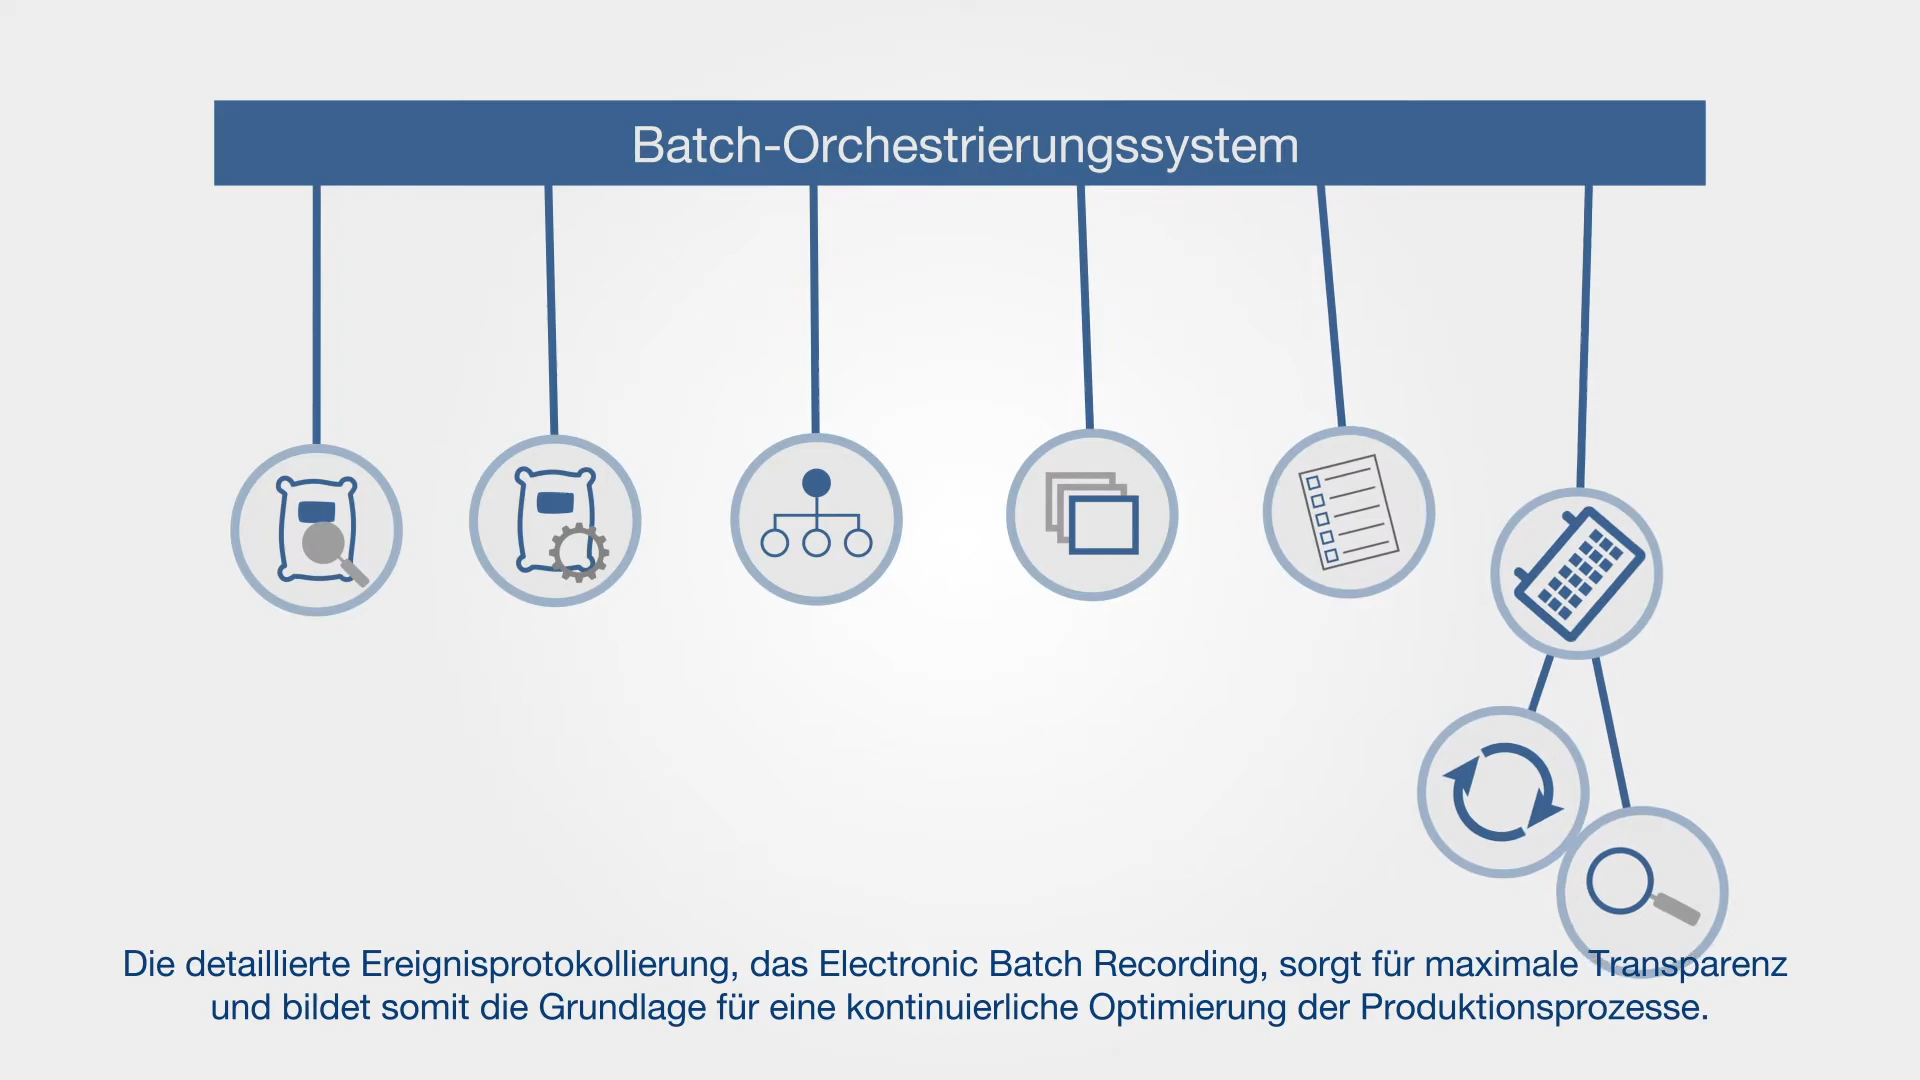 Batch-Orchestrierungssystem
Die detaillierte Ereignisprotokollierung, das Electronic Batch Recording, sorgt für maximale Transparenz
und bildet somit die Grundlage für eine kontinuierliche Optimierung der Produktionsprozesse.